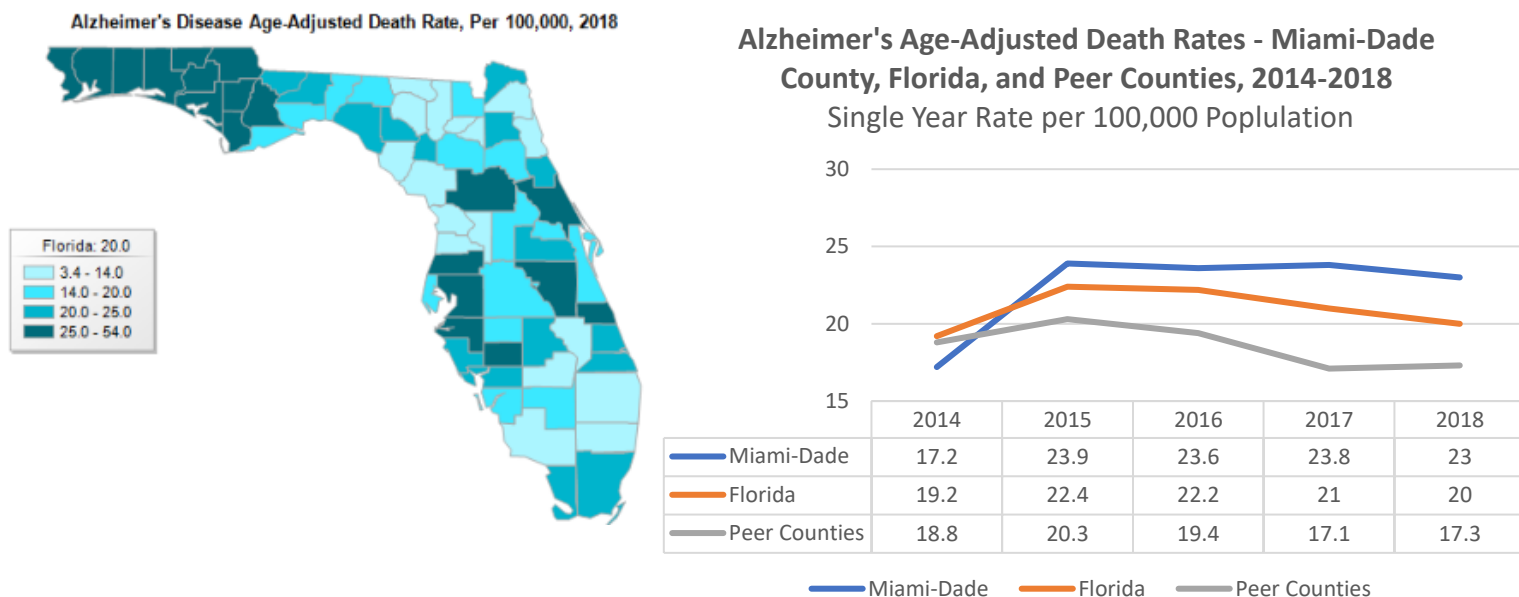 Alzheimer's Disease Age-Adjusted Death Rate, Per 100,000, 2018
Florida: 20.0
3.4 - 14.0
14.0 - 20.0
20.0 - 25.0
25.0 - 54.0
Alzheimer's Age-Adjusted Death Rates - Miami-Dade
County, Florida, and Peer Counties, 2014-2018
Single Year Rate per 100,000 Poplulation
30
25
20
15
2014 2015 2016 2017 2018
Miami-Dade 17.2 23.9 23.6 23.8 23
Florida 19.2 22.4 22.2 21 20
Peer Counties 18.8 20.3 19.4 17.1 17.3
Miami-Dade Florida Peer Counties